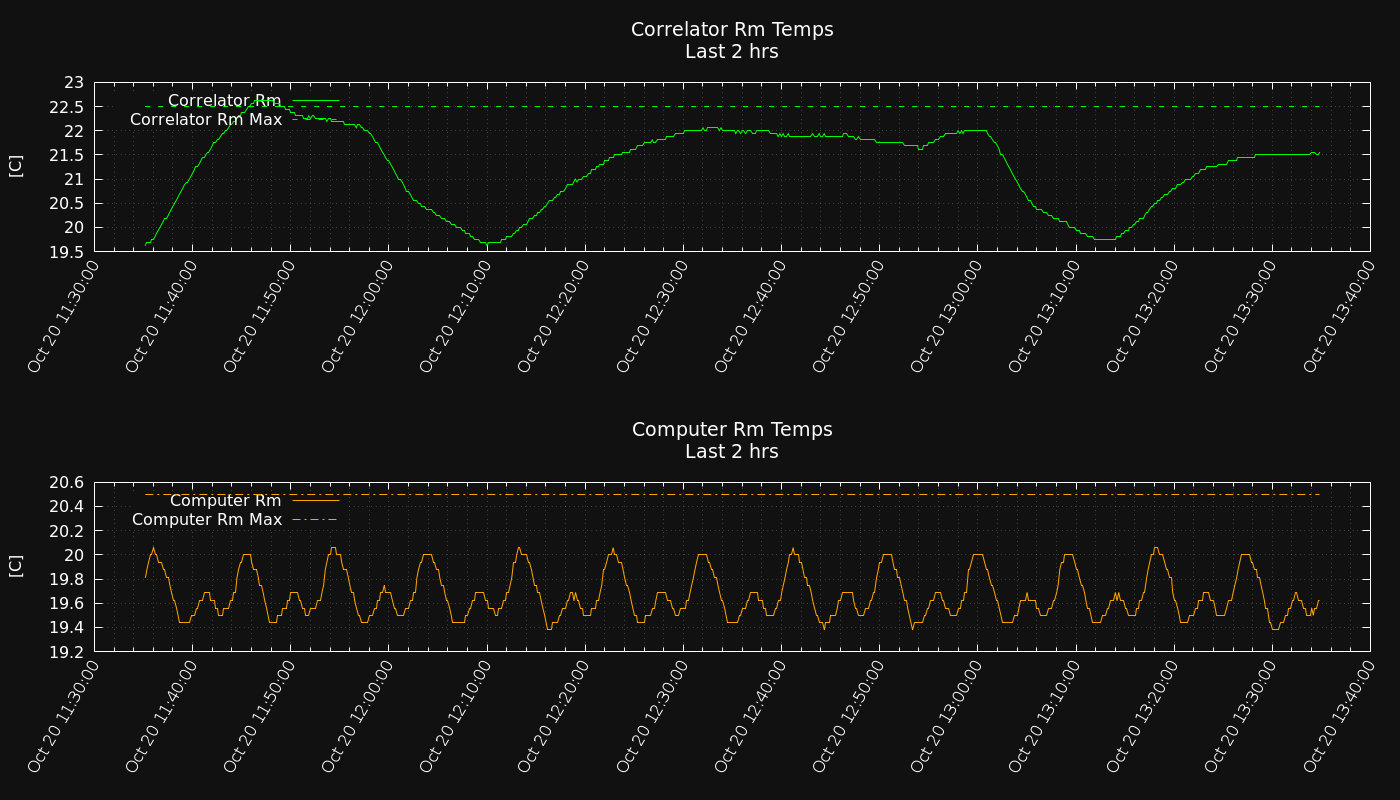 Correlator Rm Temps
Last 2 hrs
23
22.5
22
21.5
21
20.5
20
19.5
[C]
Correlator Rm
Correlator Rm Max
Oct 20 11:30:00
Oct 20 11:40:00
Oct 20 11:50:00
Oct 20 12:00:00
Oct 20 12:10:00
Oct 20 12:20:00
Oct 20 12:30:00
Oct 20 12:40:00
Oct 20 12:50:00
Oct 20 13:00:00
Oct 20 13:10:00
Oct 20 13:20:00
Oct 20 13:30:00
Oct 20 13:40:00
Computer Rm Temps
Last 2 hrs
20.6
20.4
20.2
20
19.8
19.6
19.4
19.2
[C]
Computer Rm
Computer Rm Max
Oct 20 11:30:00
Oct 20 11:40:00
Oct 20 11:50:00
Oct 20 12:00:00
Oct 20 12:10:00
Oct 20 12:20:00
Oct 20 12:30:00
Oct 20 12:40:00
Oct 20 12:50:00
Oct 20 13:00:00
Oct 20 13:10:00
Oct 20 13:20:00
Oct 20 13:30:00
Oct 20 13:40:00